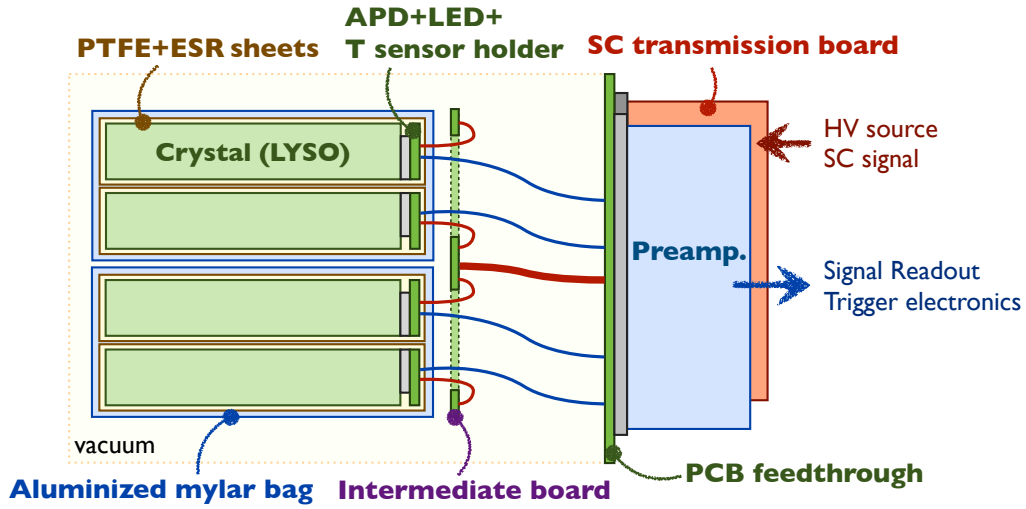 PTFE+ESR sheets
APD+LED+
T sensor holder
SC transmission board
Crystal (LYSO)
HV source
SC signal
Preamp.
Signal Readout
Trigger electronics
vacuum
Aluminized mylar bag
Intermediate board
PCB feedthrough